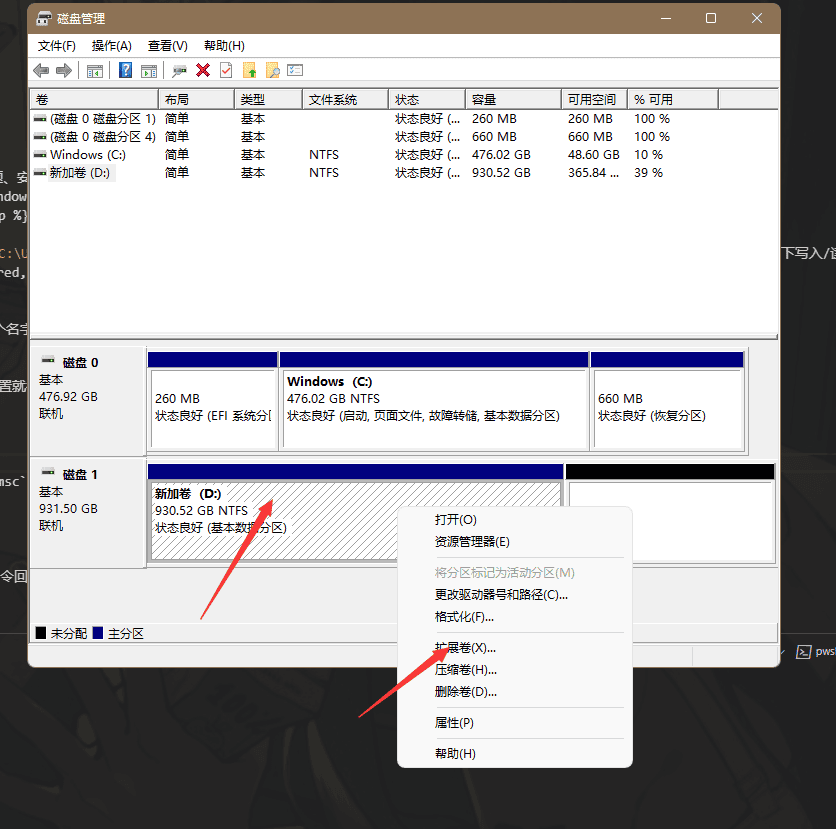 磁盘管理
文件(F) 操作(A) 查看(V) 帮助(H)
卷 布局 类型 文件系统 状态 容量 可用空间 % 可用
(磁盘 0 磁盘分区 1) 简单 基本 状态良好 (... 260 MB 260 MB 100 %
(磁盘 0 磁盘分区 4) 简单 基本 状态良好 (... 660 MB 660 MB 100 %
Windows (C:) 简单 基本 NTFS 状态良好 (... 476.02 GB 48.60 GB 10 %
新加卷 (D:) 简单 基本 NTFS 状态良好 (... 930.52 GB 365.84 ... 39 %
、安
ndow
p %}
C:\U
下写入/
red,
个名字
置就
磁盘 0
基本
476.92 GB
联机
260 MB
状态良好 (EFI 系统分
Windows (C:)
476.02 GB NTFS
状态良好 (启动, 页面文件, 故障转储, 基本数据分区)
660 MB
状态良好 (恢复分区)
msc`
磁盘 1
基本
931.50 GB
联机
新加卷 (D:)
930.52 GB NTFS
状态良好 (基本数据分区)
令回
打开(O)
资源管理器(E)
将分区标记为活动分区(M)
更改驱动器号和路径(C)...
格式化(F)...
扩展卷(X)...
压缩卷(H)...
删除卷(D)...
属性(P)
帮助(H)
未分配 主分区
pws